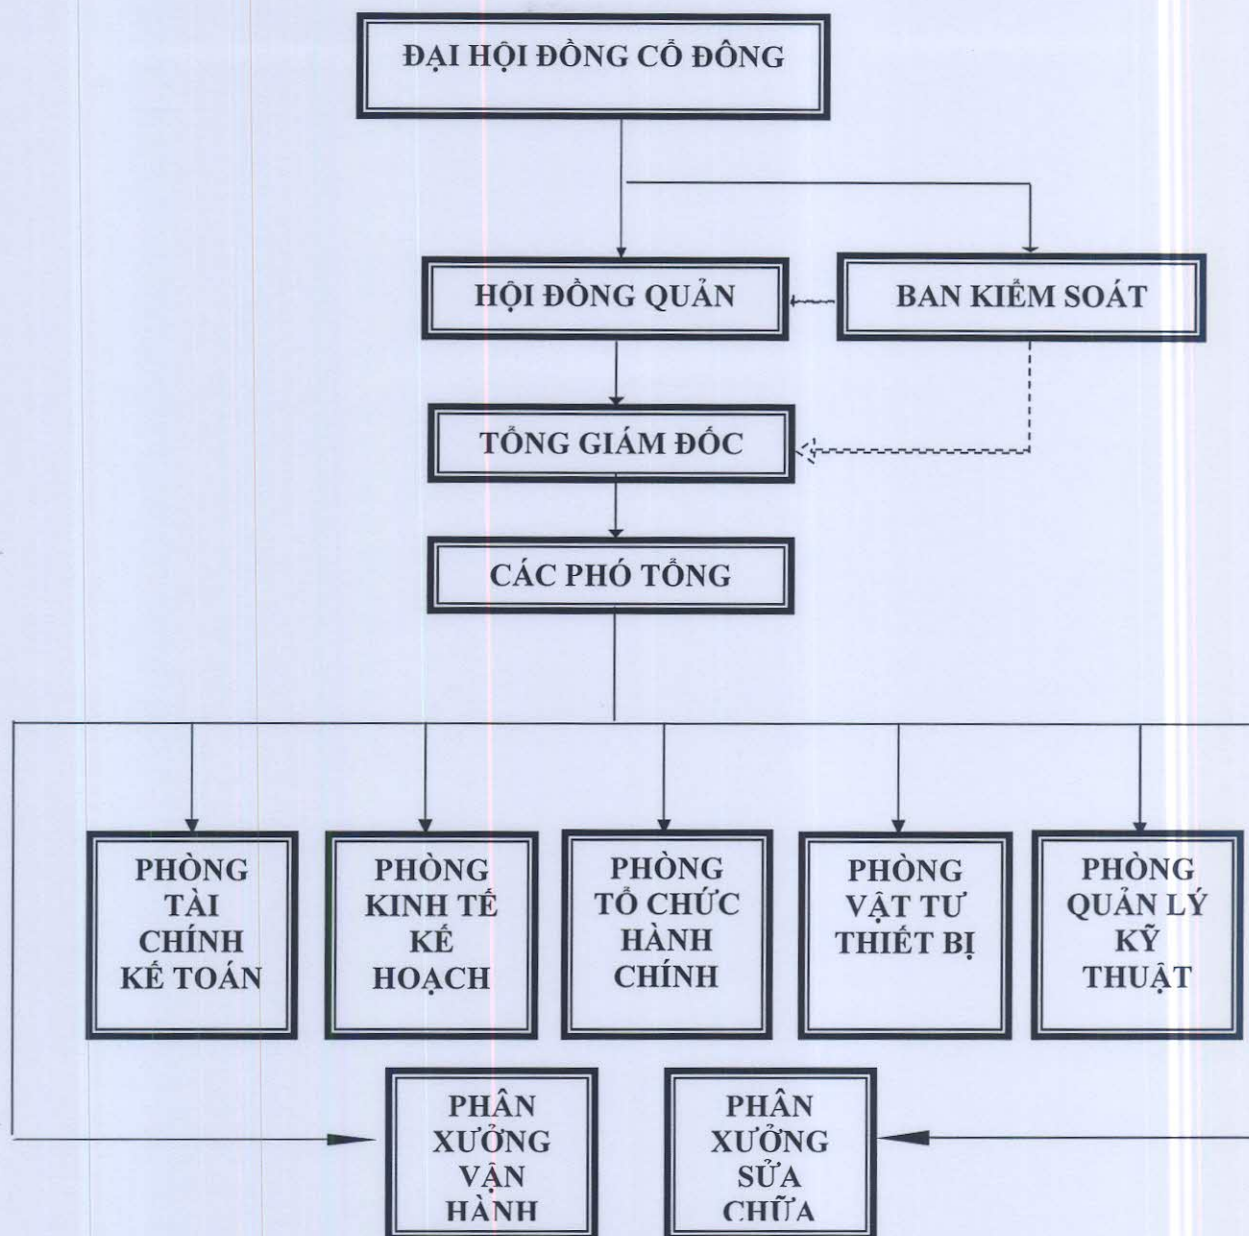 ĐẠI HỘI ĐỒNG CỔ ĐÔNG
HỘI ĐỒNG QUẢN
BAN KIỂM SOÁT
TỔNG GIÁM ĐỐC
CÁC PHÓ TỔNG
PHÒNG
TÀI
CHÍNH
KẾ TOÁN
PHÒNG
KINH TẾ
KẾ
HOẠCH
PHÒNG
TỔ CHỨC
HÀNH
CHÍNH
PHÒNG
VẬT TƯ
THIẾT BỊ
PHÒNG
QUẢN LÝ
KỸ
THUẬT
PHÂN
XƯỞNG
VẬN
HÀNH
PHÂN
XƯỞNG
SỬA
CHỮA